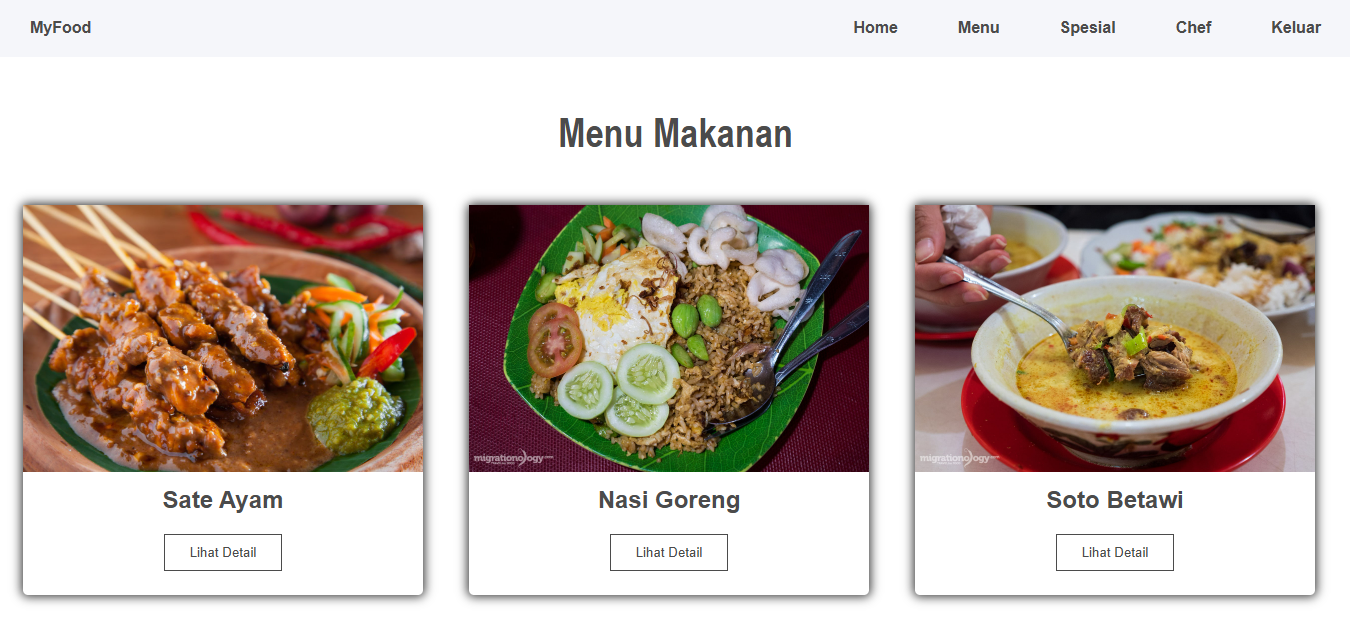 MyFood Home Menu Spesial Chef Keluar
Menu Makanan
migrationology
migrationology
Sate Ayam
Nasi Goreng
Soto Betawi
Lihat Detail
Lihat Detail
Lihat Detail